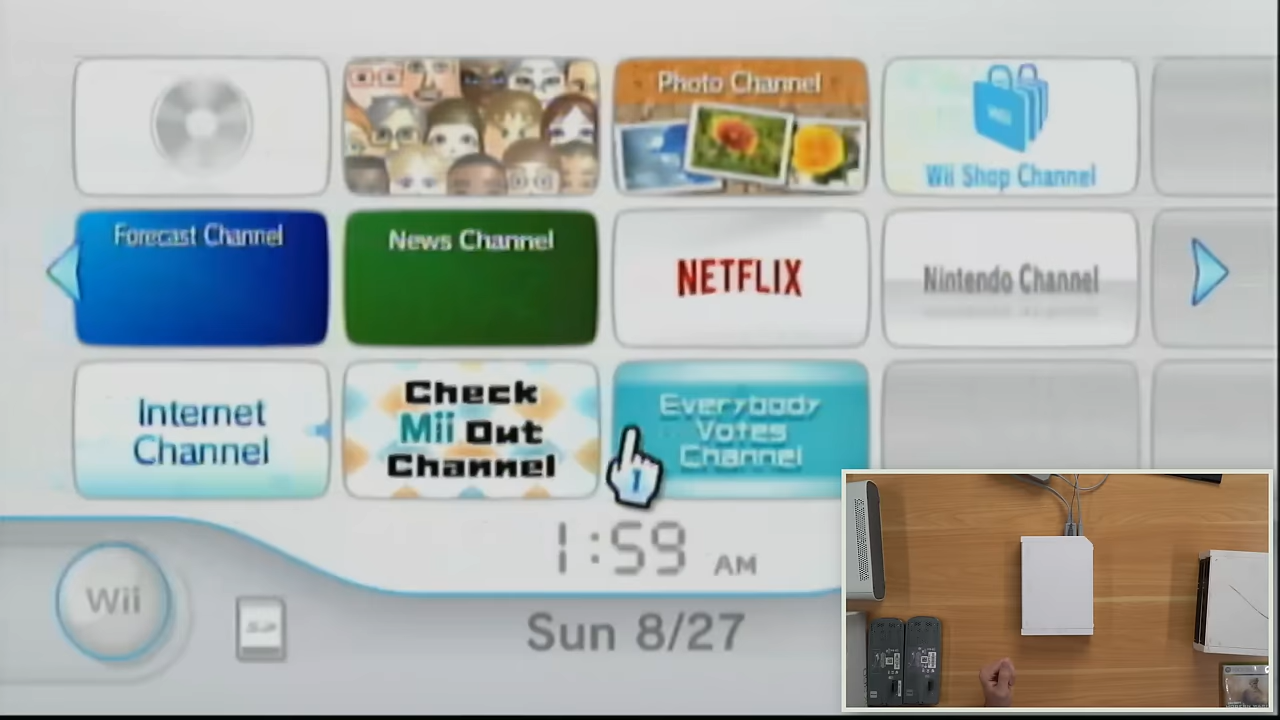 Photo Channel
Wii Shop Channel
Forecast Channel
News Channel
NETFLIX
Nintendo Channel
Internet
Channel
Check
Mii Out
Channel
Everybody
Votes
Channel
1
1:59 AM
Wii
Sun 8/27